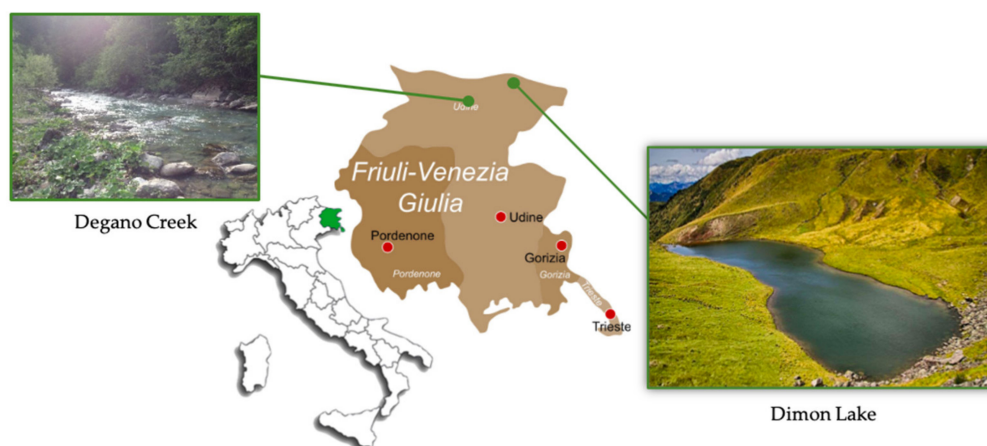 Degano Creek
Udine
Friuli-Venezia
Giulia
Udine
Pordenone
Pordenone
Gorizia
Gorizia
Trieste
Trieste
Dimon Lake